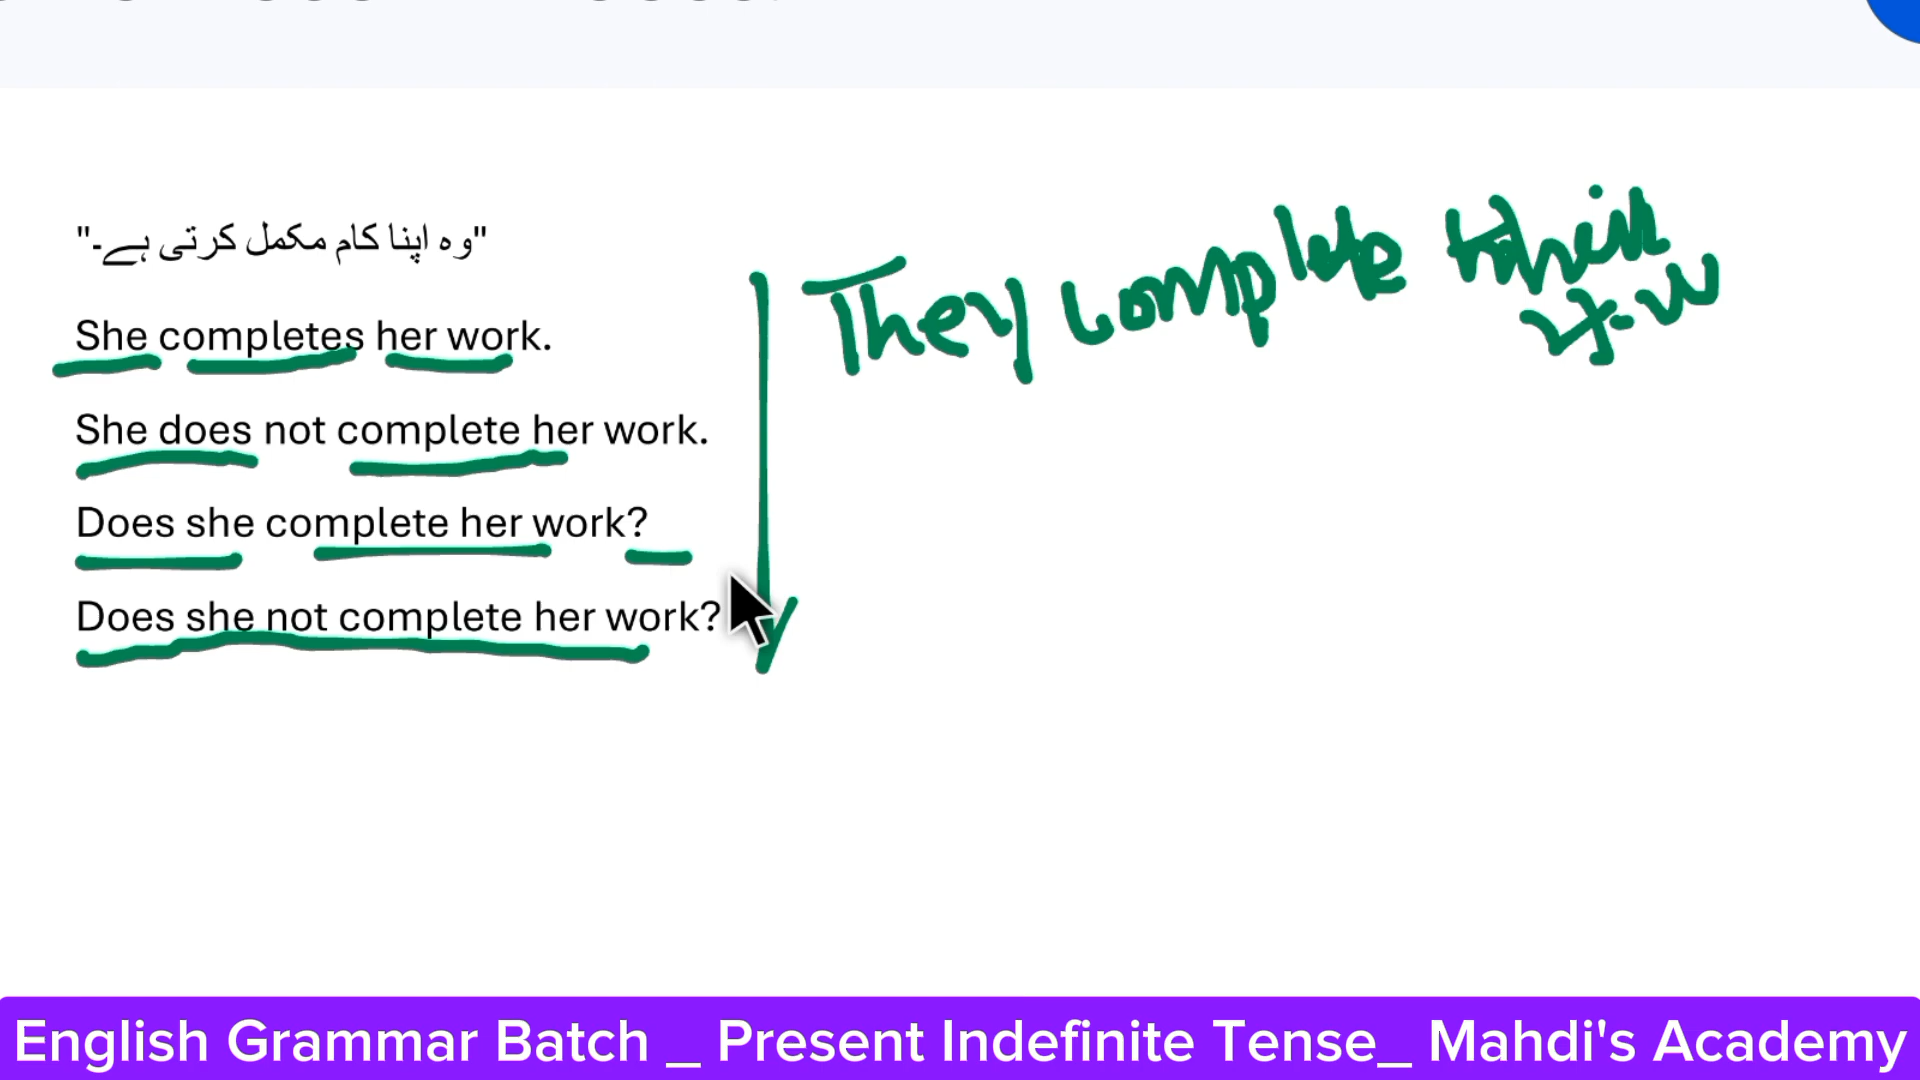 "وہ اپنا کام مکمل کرتی ہے۔"
She completes her work.
She does not complete her work.
Does she complete her work?
Does she not complete her work?
They complete their
English Grammar Batch _ Present Indefinite Tense_ Mahdi's Academy